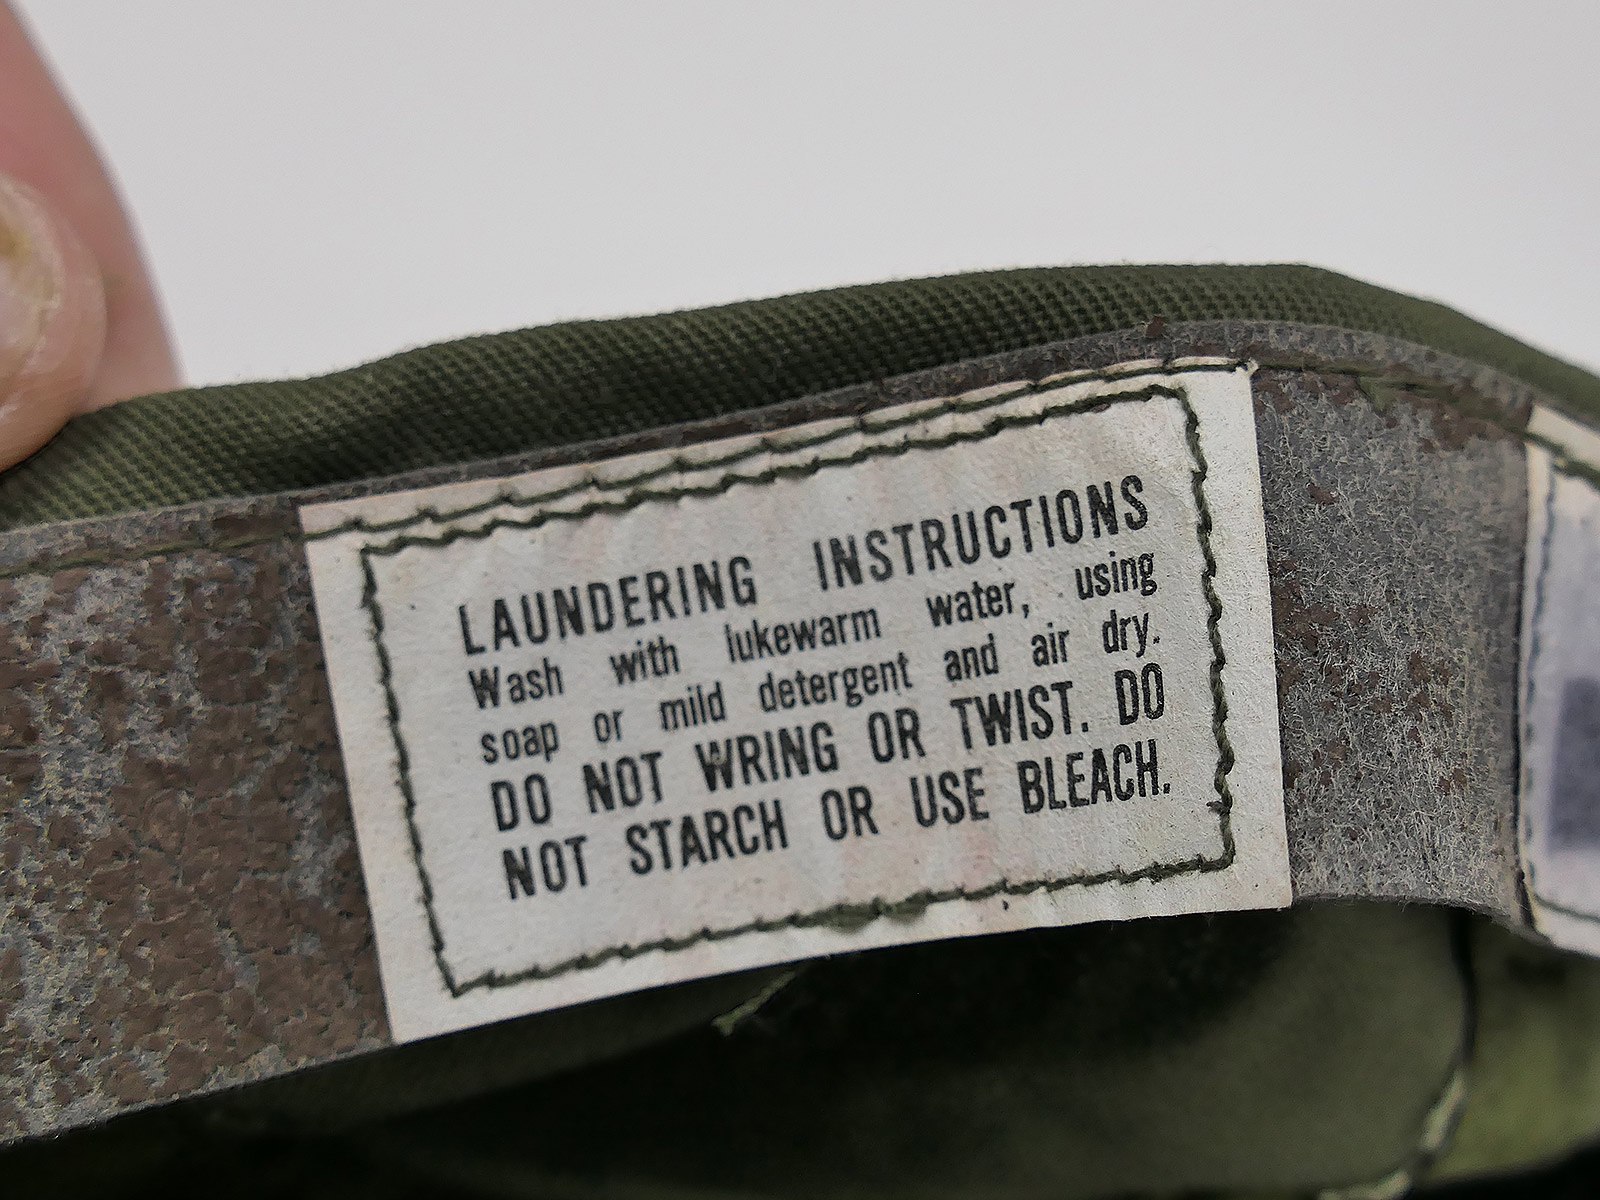 LAUNDERING INSTRUCTIONS
Wash with lukewarm water, using
soap or mild detergent and air dry.
DO NOT WRING OR TWIST. DO
NOT STARCH OR USE BLEACH.